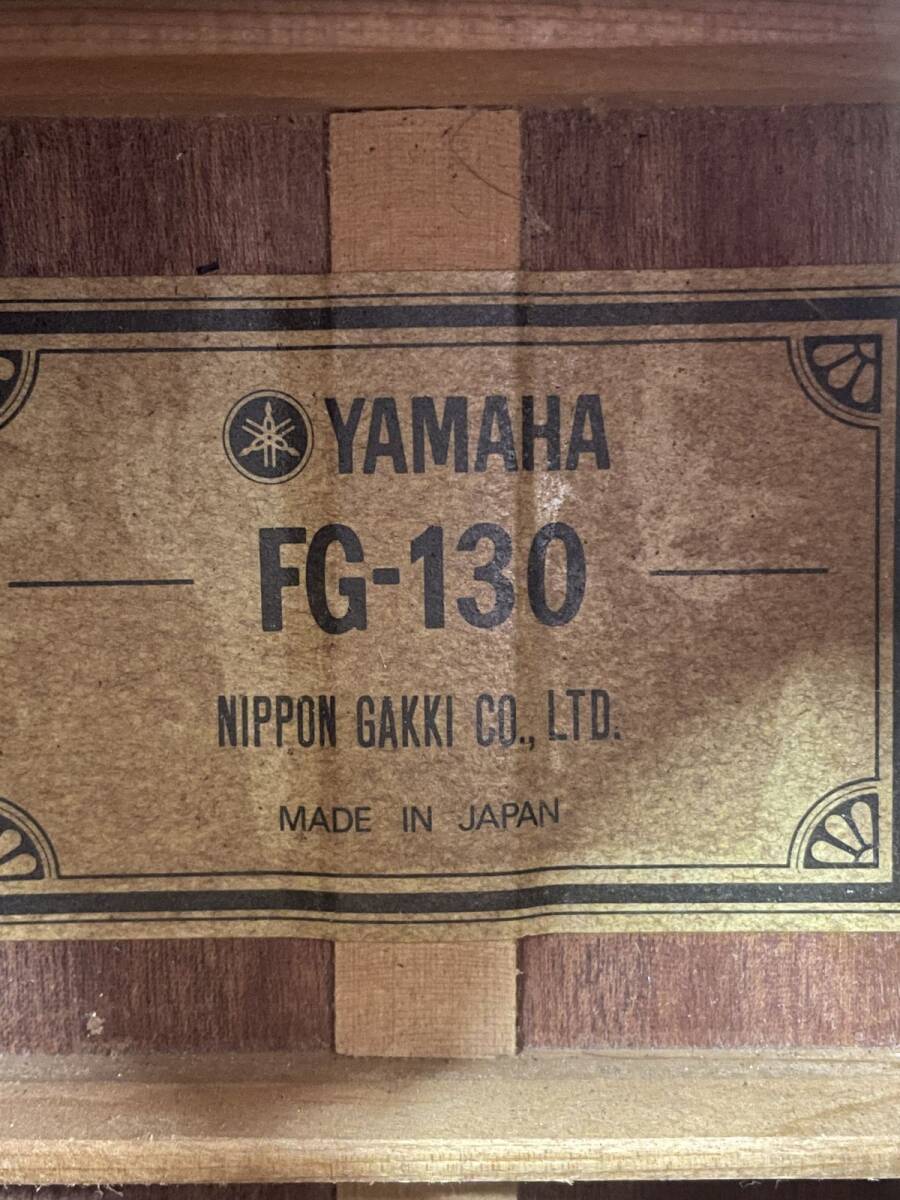 YAMAHA
FG-130
NIPPON GAKKI CO., LTD.
MADE IN JAPAN